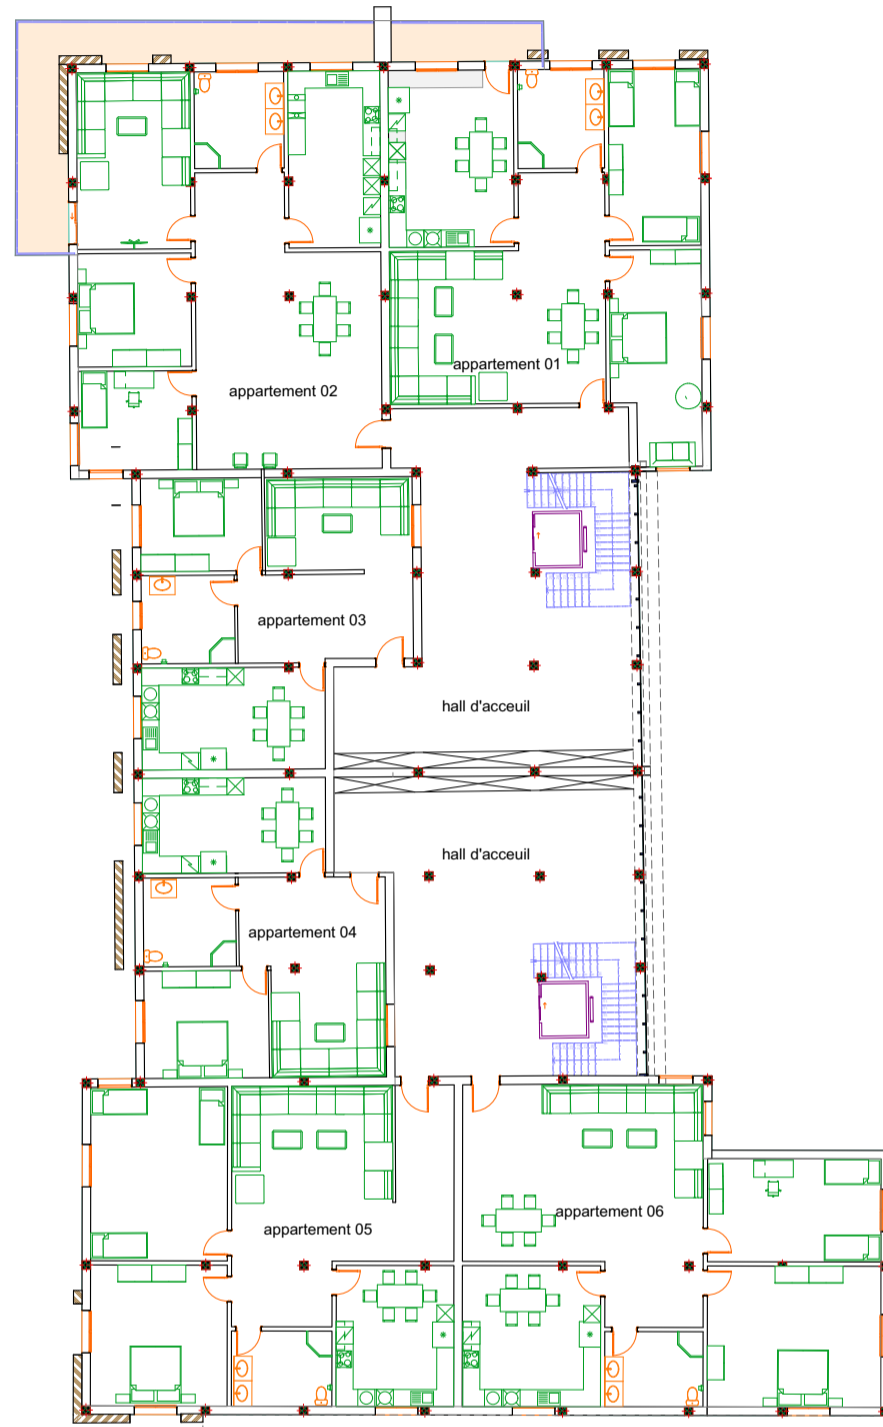 appartement 01
appartement 02
appartement 03
hall d'acceuil
hall d'acceuil
appartement 04
appartement 06
appartement 05